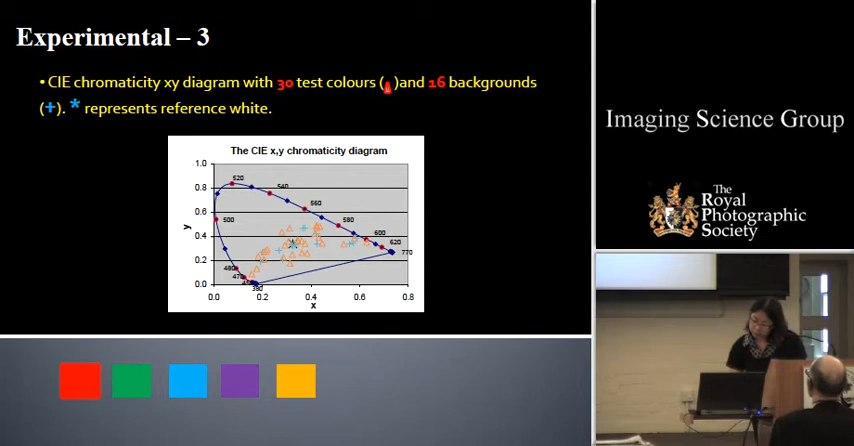 Experimental – 3
• CIE chromaticity xy diagram with 30 test colours (△)and 16 backgrounds
(+). * represents reference white.
The CIE x,y chromaticity diagram
1.0
0.8
0.6
0.4
0.2
0.0
y
520
540
560
500
580
600
620
770
480
470
380
0.0 0.2 0.4 0.6 0.8
x
Imaging Science Group
The
Royal
Photographic
Society